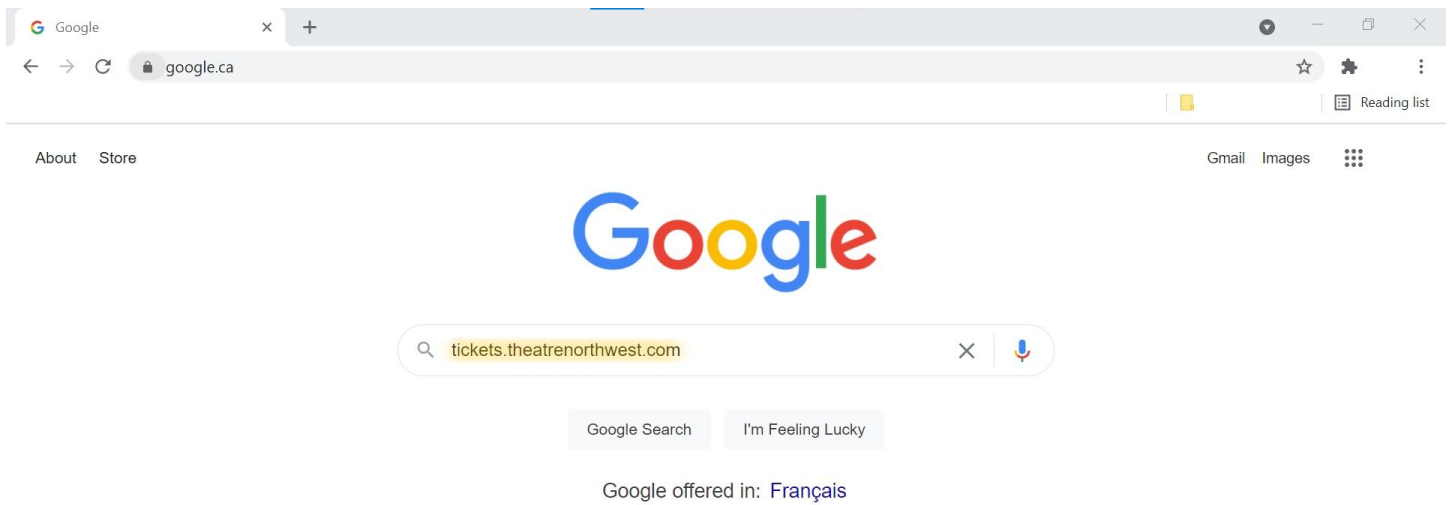 Google
google.ca
Reading list
About Store
Gmail Images
Google
tickets.theatrenorthwest.com
Google Search I'm Feeling Lucky
Google offered in: Français